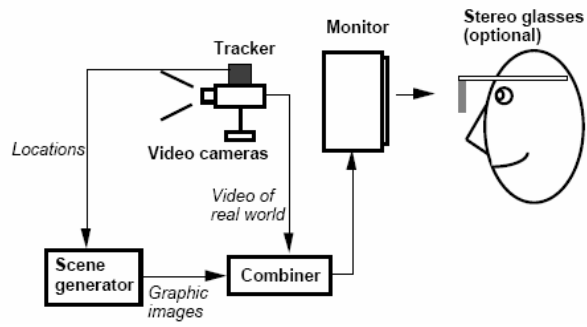 Stereo glasses
(optional)
Monitor
Tracker
Video cameras
Locations
Video of
real world
Scene
generator
Combiner
Graphic
images